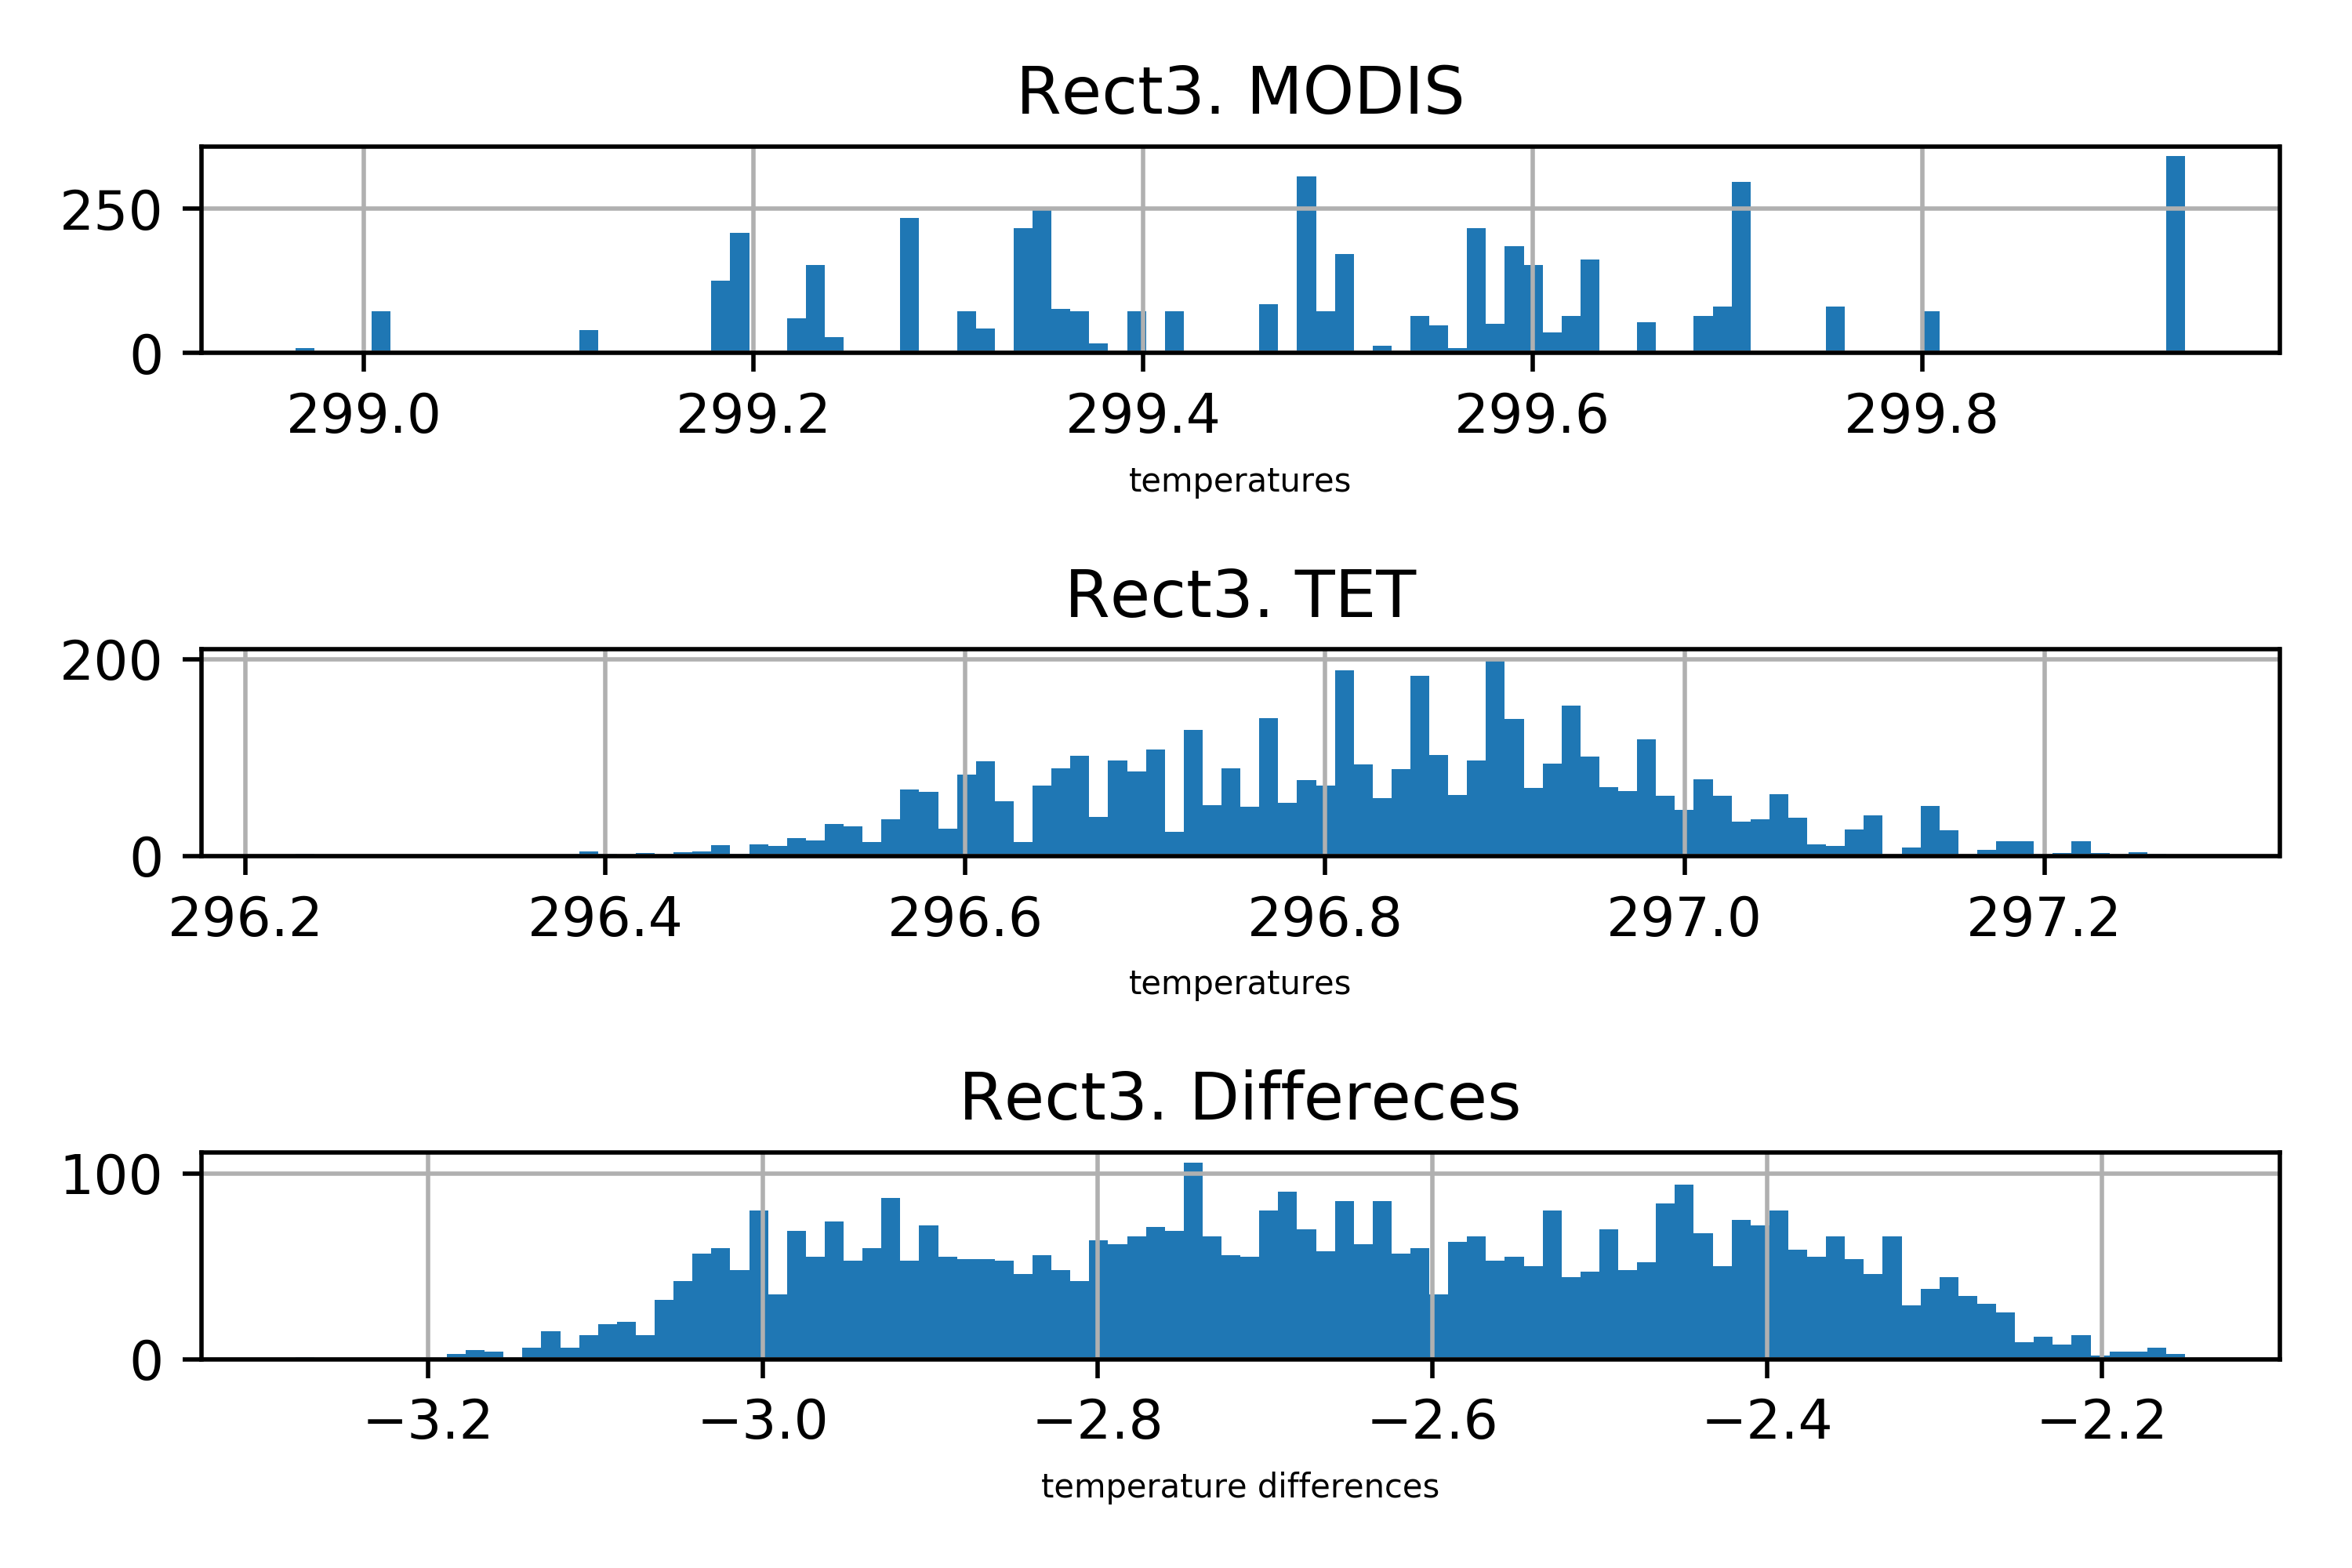 Rect3. MODIS
250
0
299.0 299.2 299.4 299.6 299.8
temperatures
Rect3. TET
200
0
296.2 296.4 296.6 296.8 297.0 297.2
temperatures
Rect3. Differeces
100
0
−3.2 −3.0 −2.8 −2.6 −2.4 −2.2
temperature differences